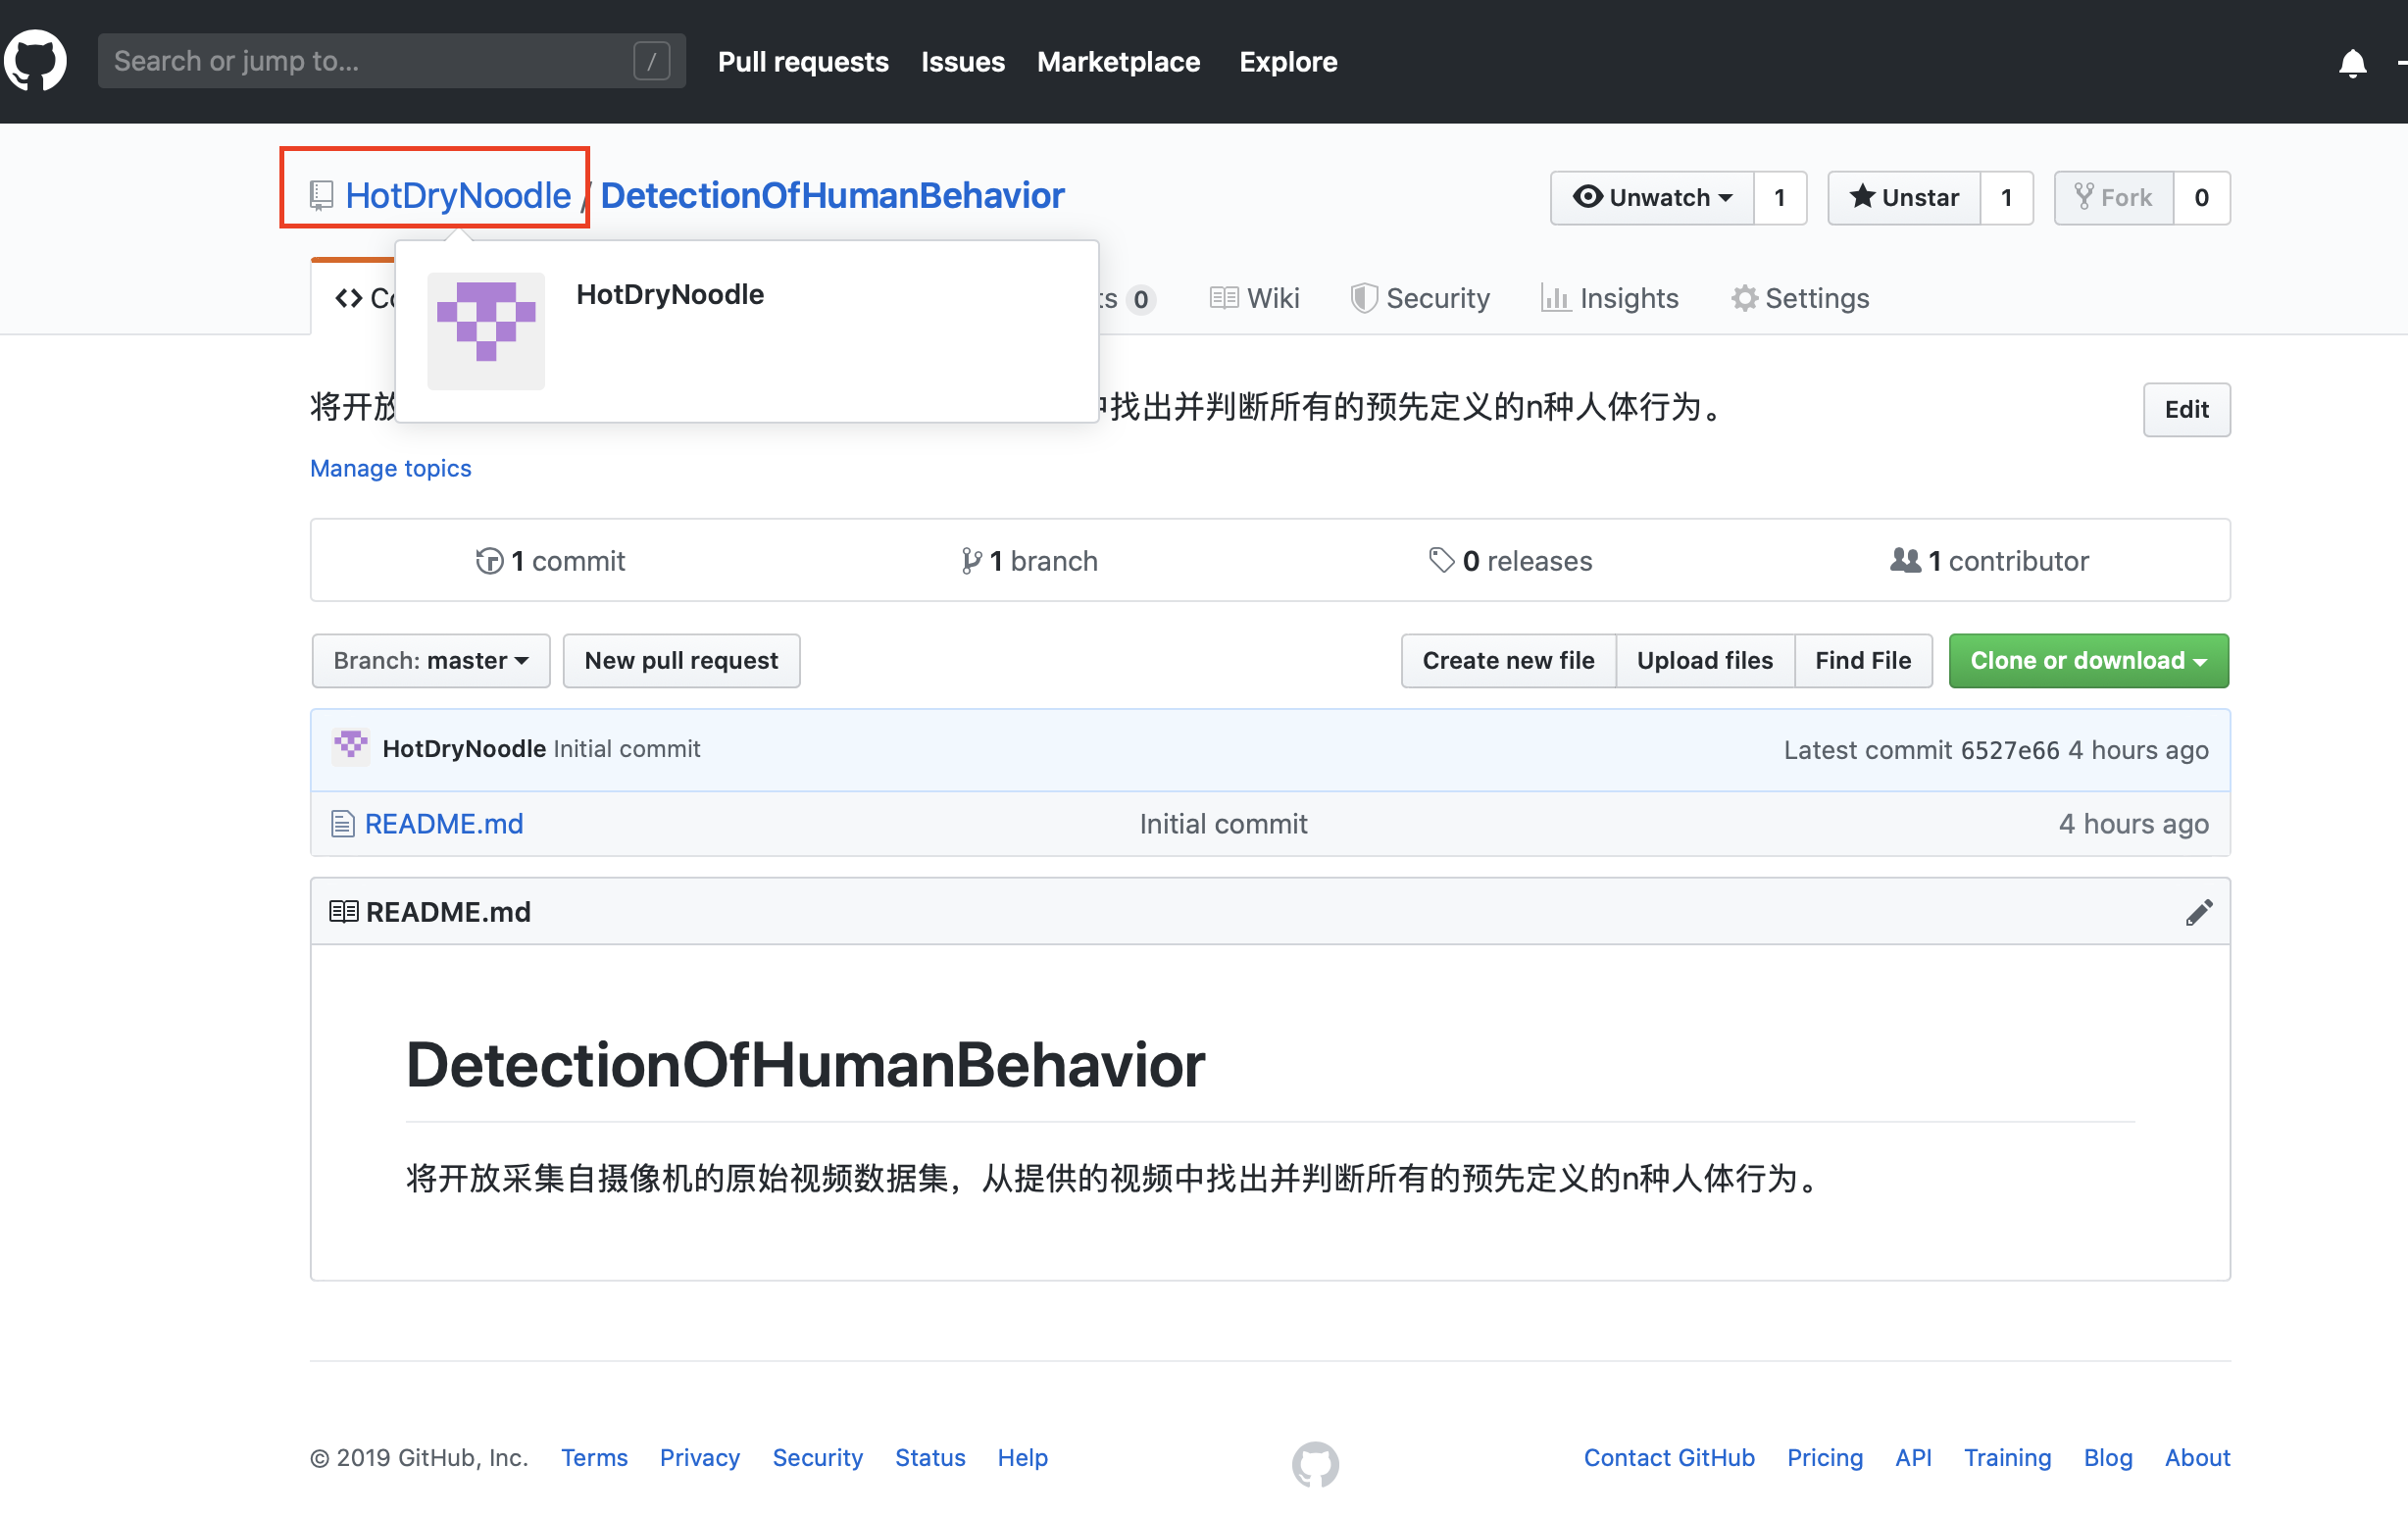 Search or jump to... /
Pull requests Issues Marketplace Explore
HotDryNoodle / DetectionOfHumanBehavior
Unwatch 1 Unstar 1 Fork 0
HotDryNoodle
0 Wiki Security Insights Settings
将开放 找出并判断所有的预先定义的n种人体行为。
Edit
Manage topics
1 commit 1 branch 0 releases 1 contributor
Branch: master New pull request Create new file Upload files Find File Clone or download
HotDryNoodle Initial commit Latest commit 6527e66 4 hours ago
README.md Initial commit 4 hours ago
README.md
DetectionOfHumanBehavior
将开放采集自摄像机的原始视频数据集，从提供的视频中找出并判断所有的预先定义的n种人体行为。
© 2019 GitHub, Inc. Terms Privacy Security Status Help Contact GitHub Pricing API Training Blog About